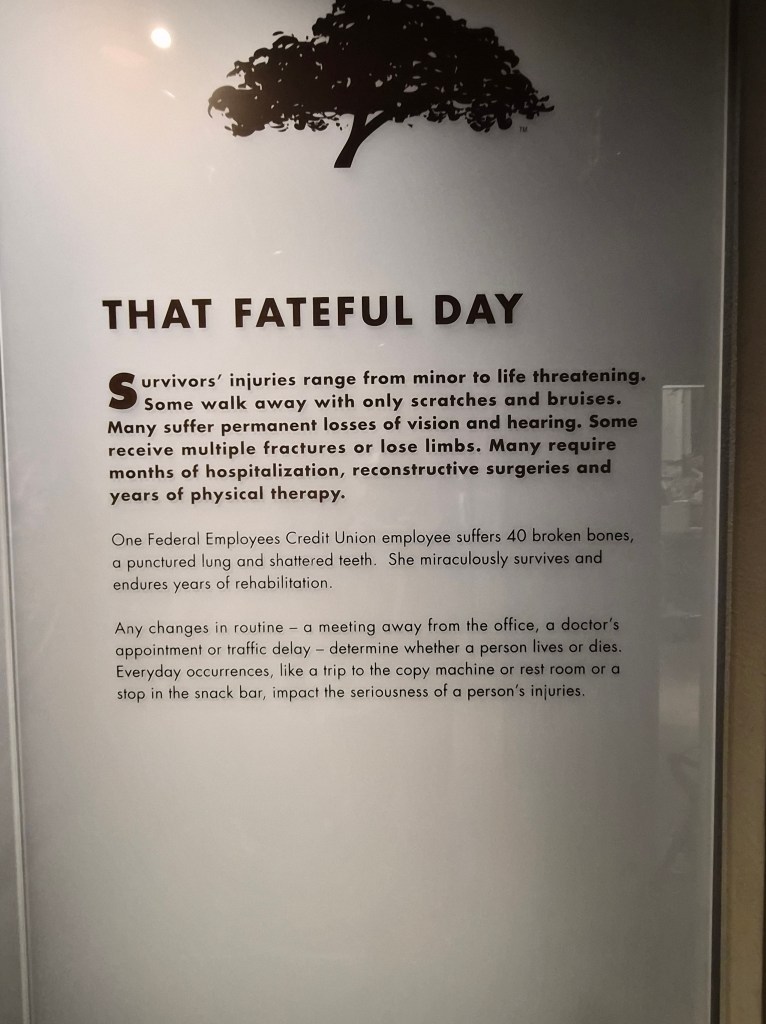 TM
THAT FATEFUL DAY
Survivors' injuries range from minor to life threatening.
Some walk away with only scratches and bruises.
Many suffer permanent losses of vision and hearing. Some
receive multiple fractures or lose limbs. Many require
months of hospitalization, reconstructive surgeries and
years of physical therapy.
One Federal Employees Credit Union employee suffers 40 broken bones,
a punctured lung and shattered teeth.  She miraculously survives and
endures years of rehabilitation.
Any changes in routine – a meeting away from the office, a doctor's
appointment or traffic delay – determine whether a person lives or dies.
Everyday occurrences, like a trip to the copy machine or rest room or a
stop in the snack bar, impact the seriousness of a person's injuries.